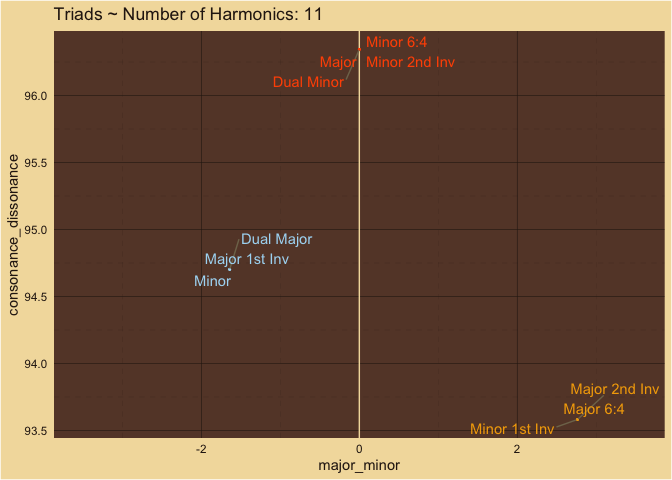 Triads ~ Number of Harmonics: 11
consonance_dissonance
96.0
95.5
95.0
94.5
94.0
93.5
Minor 6:4
Major
Minor 2nd Inv
Dual Minor
Dual Major
Major 1st Inv
Minor
Major 2nd Inv
Major 6:4
Minor 1st Inv
-2
0
2
major_minor